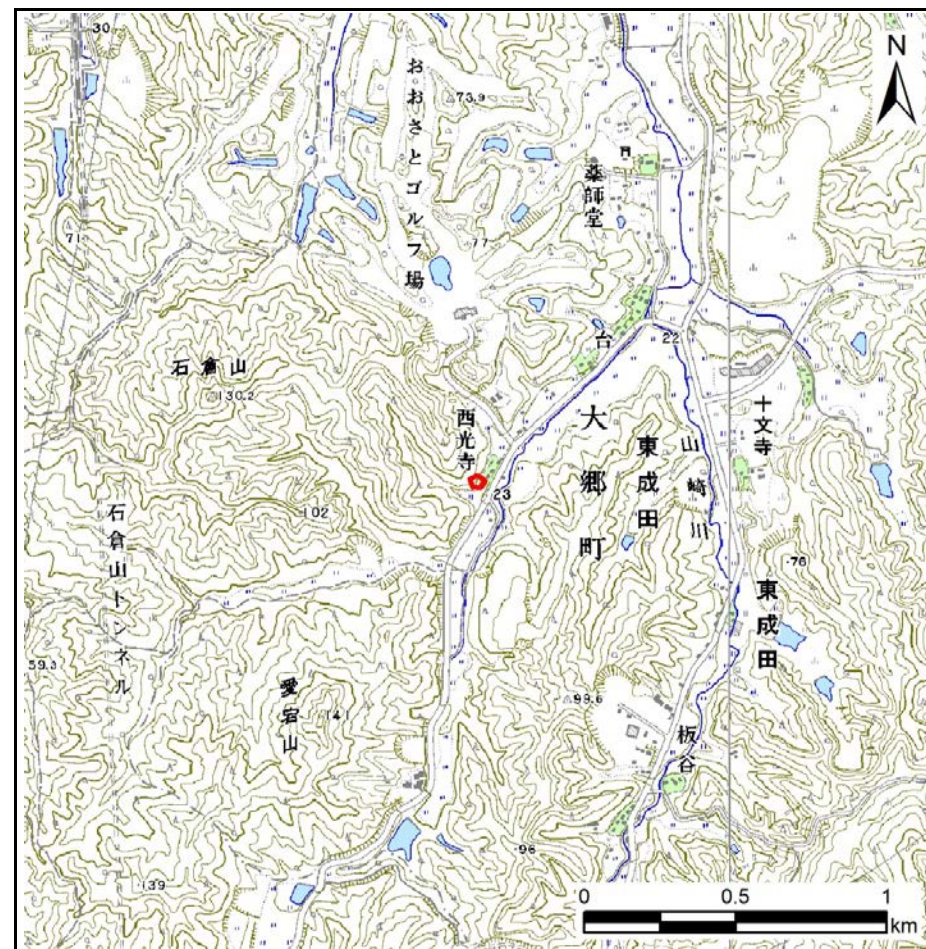 30
N
おおさとゴルフ場
73.9
薬師堂
71
77
台
22
石倉山
130.2
西光寺
大郷町
東成田
山崎川
十文寺
23
102
石倉山トンネル
76
東成田
59.3
愛宕山
141
99.6
板谷
96
139
0 0.5 1
km